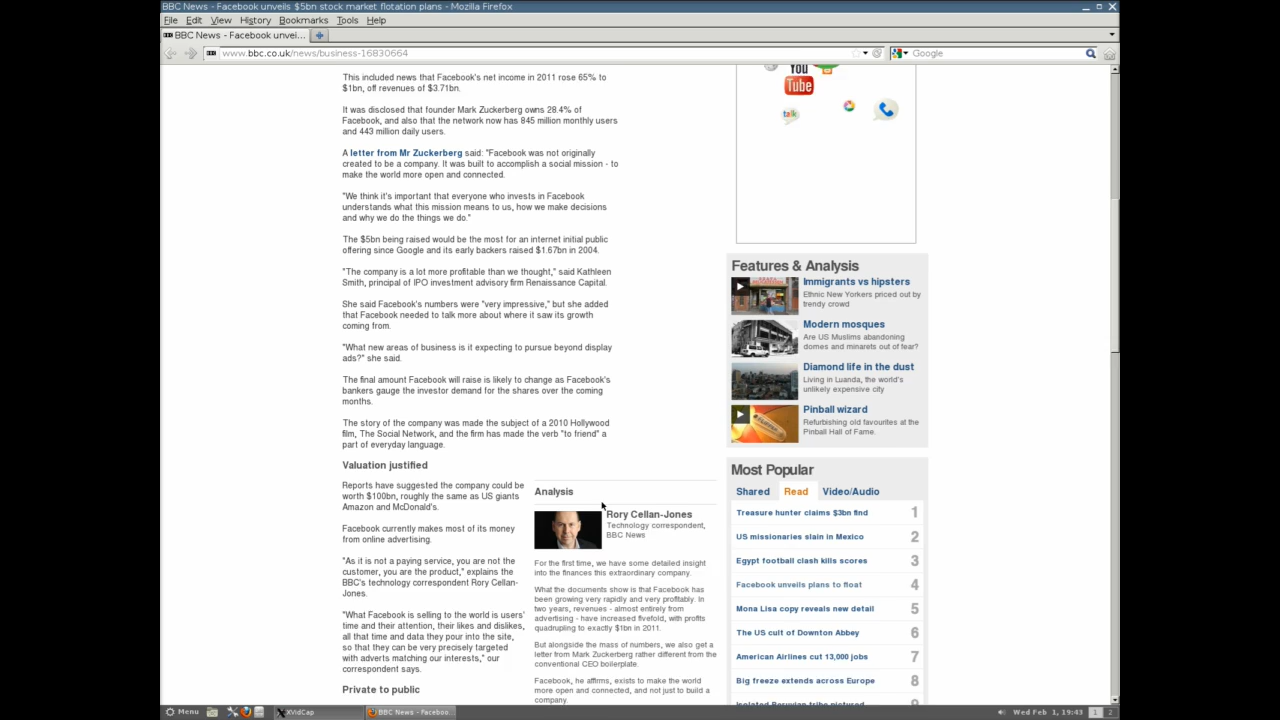 BBC News - Facebook unveils $5bn stock market flotation plans - Mozilla Firefox
File Edit View History Bookmarks Tools Help
BBC News - Facebook unvei...
www.bbc.co.uk/news/business-16830664
Google
This included news that Facebook's net income in 2011 rose 65% to
$1bn, off revenues of $3.71bn.
It was disclosed that founder Mark Zuckerberg owns 28.4% of
Facebook, and also that the network now has 845 million monthly users
and 443 million daily users.
A letter from Mr Zuckerberg said: "Facebook was not originally
created to be a company. It was built to accomplish a social mission - to
make the world more open and connected.
"We think it's important that everyone who invests in Facebook
understands what this mission means to us, how we make decisions
and why we do the things we do."
The $5bn being raised would be the most for an internet initial public
offering since Google and its early backers raised $1.67bn in 2004.
"The company is a lot more profitable than we thought," said Kathleen
Smith, principal of IPO investment advisory firm Renaissance Capital.
She said Facebook's numbers were "very impressive," but she added
that Facebook needed to talk more about where it saw its growth
coming from.
"What new areas of business is it expecting to pursue beyond display
ads?" she said.
The final amount Facebook will raise is likely to change as Facebook's
bankers gauge the investor demand for the shares over the coming
months.
The story of the company was made the subject of a 2010 Hollywood
film, The Social Network, and the firm has made the verb "to friend" a
part of everyday language.
Valuation justified
Reports have suggested the company could be
worth $100bn, roughly the same as US giants
Amazon and McDonald's.
Facebook currently makes most of its money
from online advertising.
"As it is not a paying service, you are not the
customer, you are the product," explains the
BBC's technology correspondent Rory Cellan-
Jones.
"What Facebook is selling to the world is users'
time and their attention, their likes and dislikes,
all that time and data they pour into the site,
so that they can be very precisely targeted
with adverts matching our interests," our
correspondent says.
Private to public
Analysis
Rory Cellan-Jones
Technology correspondent,
BBC News
For the first time, we have some detailed insight
into the finances this extraordinary company.
What the documents show is that Facebook has
been growing very rapidly and very profitably. In
two years, revenues - almost entirely from
advertising - have increased fivefold, with profits
quadrupling to exactly $1bn in 2011.
But alongside the mass of numbers, we also get a
letter from Mark Zuckerberg rather different from the
conventional CEO boilerplate.
Facebook, he affirms, exists to make the world
more open and connected, and not just to build a
company.
You
Tube
talk
Features & Analysis
Immigrants vs hipsters
Ethnic New Yorkers priced out by
trendy crowd
Modern mosques
Are US Muslims abandoning
domes and minarets out of fear?
Diamond life in the dust
Living in Luanda, the world's
unlikely expensive city
Pinball wizard
Refurbishing old favourites at the
Pinball Hall of Fame.
Most Popular
Shared Read Video/Audio
Treasure hunter claims $3bn find 1
US missionaries slain in Mexico 2
Egypt football clash kills scores 3
Facebook unveils plans to float 4
Mona Lisa copy reveals new detail 5
The US cult of Downton Abbey 6
American Airlines cut 13,000 jobs 7
Big freeze extends across Europe 8
Isolated Peruvian tribe pictured 9
Menu XVidCap BBC News - Faceboo... Wed Feb 1, 19:43 1 2